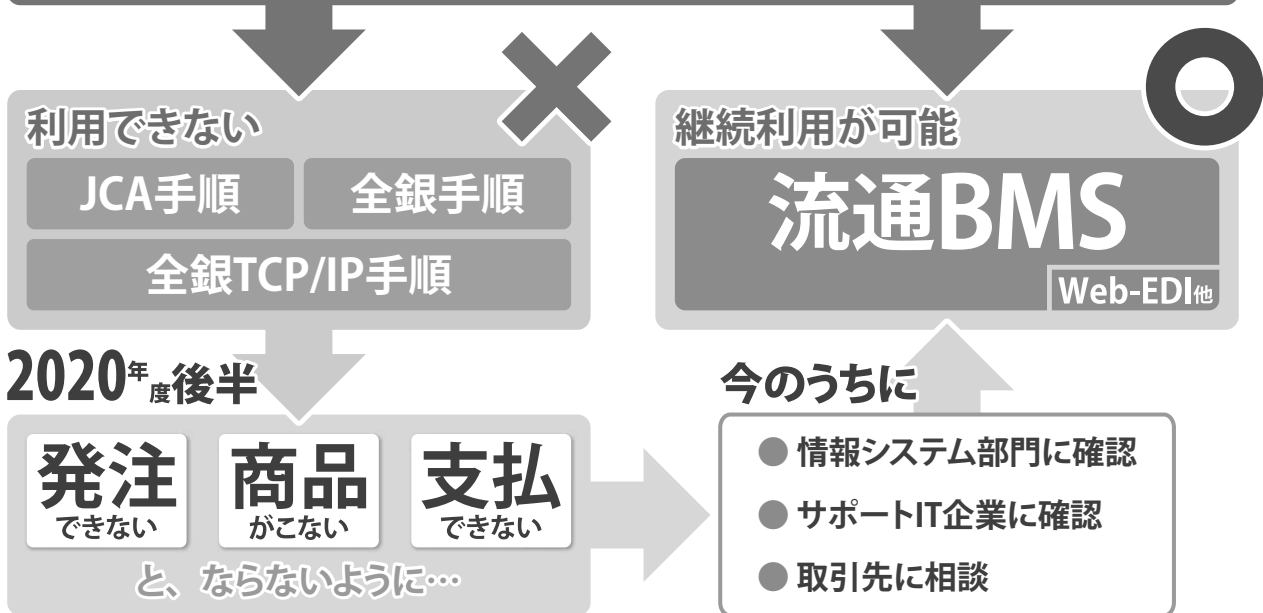 利用できない
JCA手順
全銀手順
全銀TCP/IP手順
継続利用が可能
流通BMS
Web-EDI他
2020年度後半
発注
できない
商品
がこない
支払
できない
と、ならないように…
今のうちに
● 情報システム部門に確認
● サポートIT企業に確認
● 取引先に相談